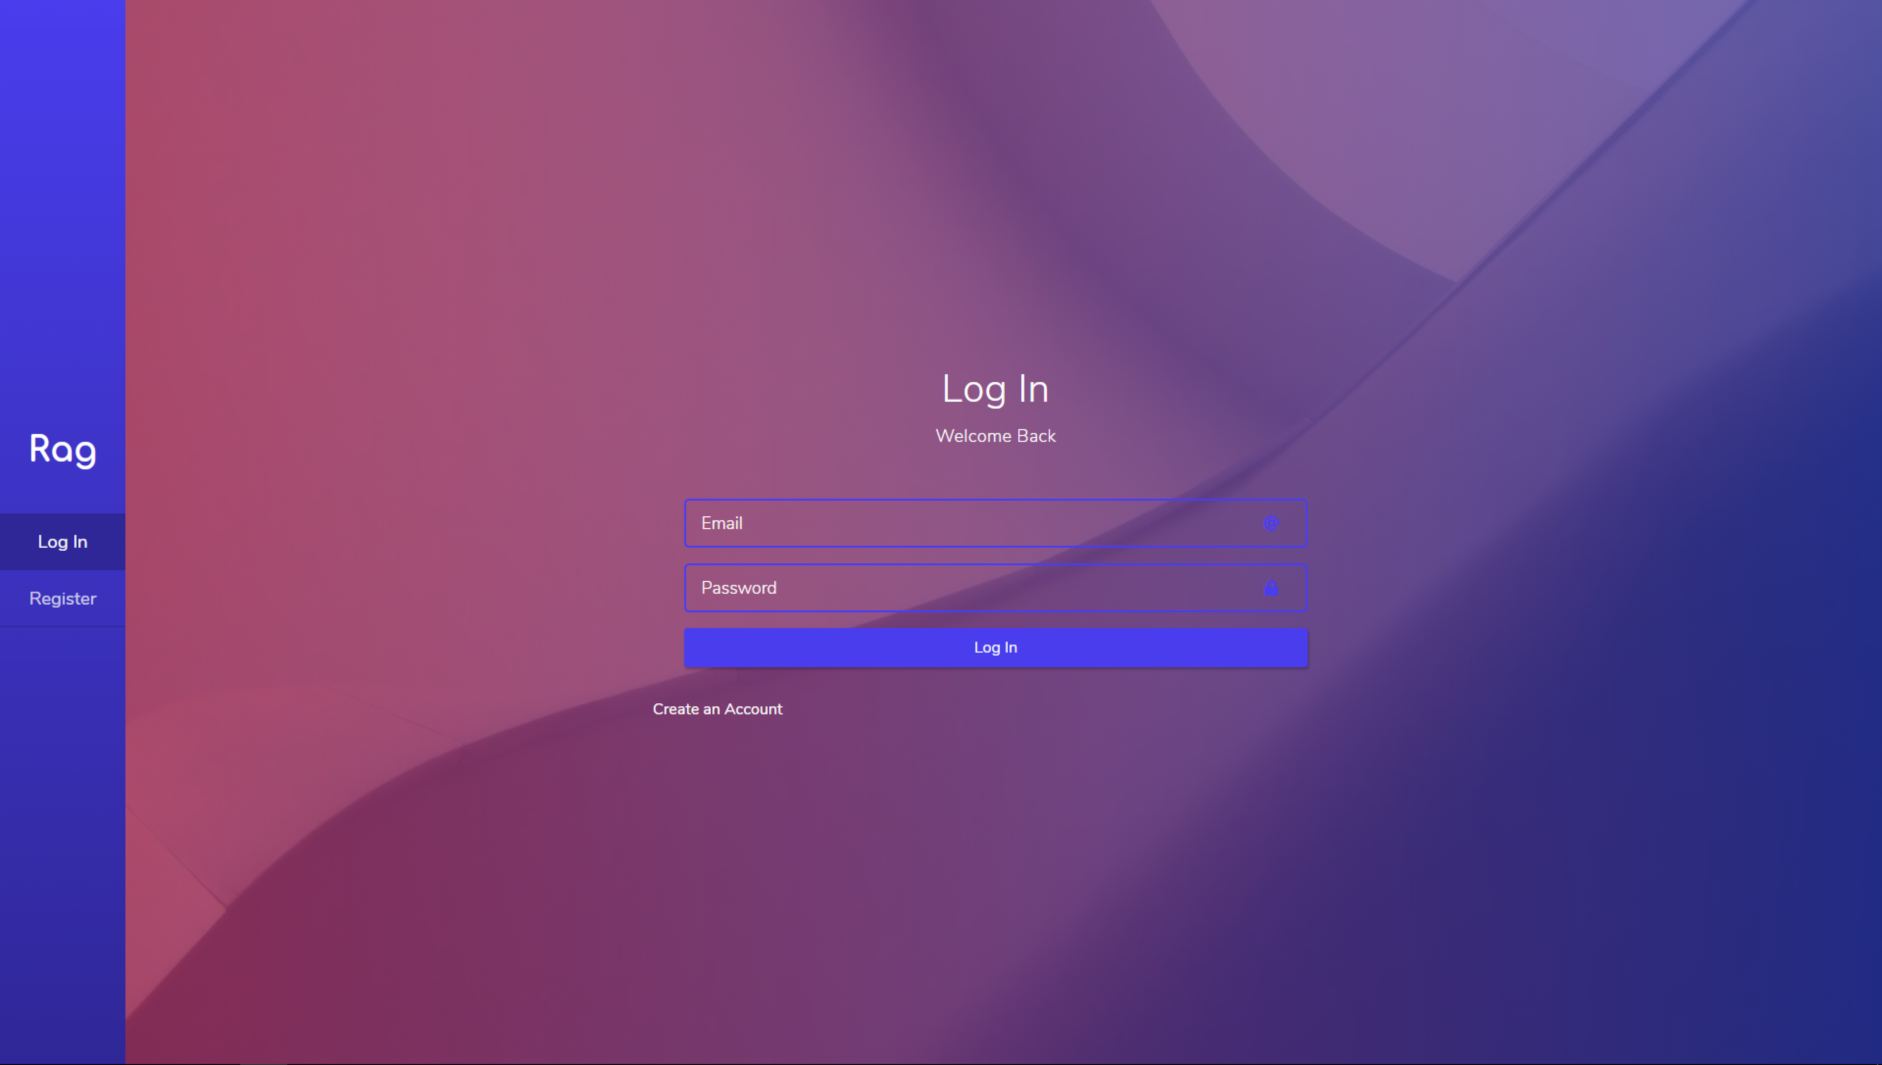 Rag
Log In
Register
Log In
Welcome Back
Email
@
Password
Log In
Create an Account